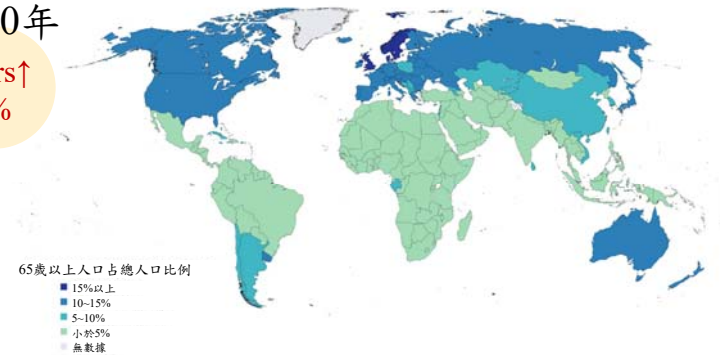 0年
rs↑
%
65歲以上人口占總人口比例
15%以上
10~15%
5~10%
小於5%
無數據